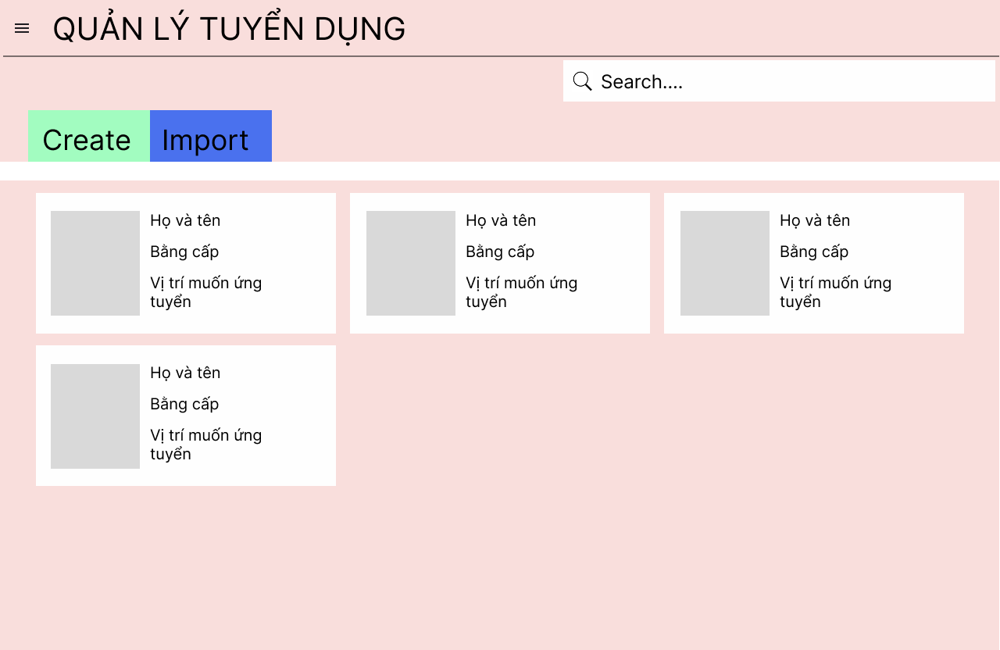 QUẢN LÝ TUYỂN DỤNG
Search....
Create
Import
Họ và tên
Bằng cấp
Vị trí muốn ứng
tuyển
Họ và tên
Bằng cấp
Vị trí muốn ứng
tuyển
Họ và tên
Bằng cấp
Vị trí muốn ứng
tuyển
Họ và tên
Bằng cấp
Vị trí muốn ứng
tuyển